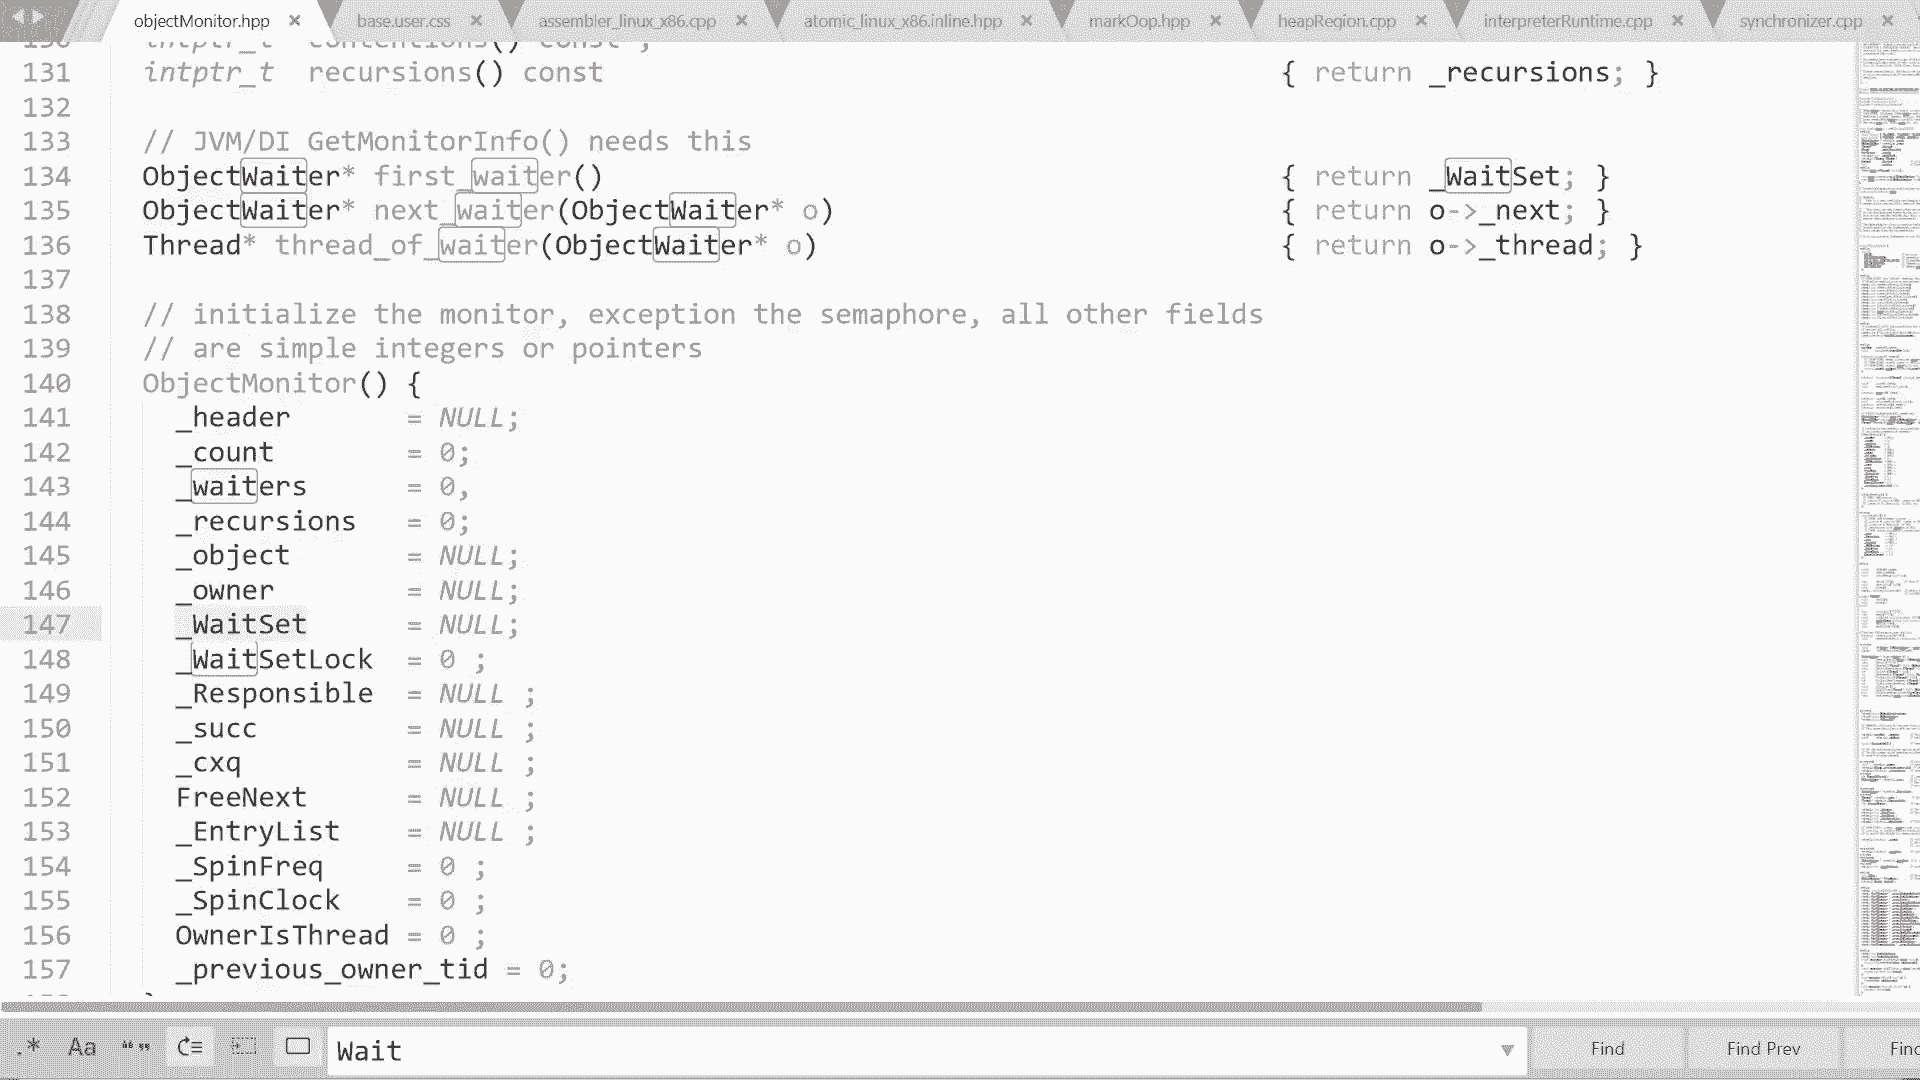 objectMonitor.hpp × base.user.css × assembler_linux_x86.cpp × atomic_linux_x86.inline.hpp × markOop.hpp × heapRegion.cpp × interpreterRuntime.cpp × synchronizer.cpp ×
130 intptr_t contentions() const ;
131 intptr_t recursions() const { return _recursions; }
132
133 // JVM/DI GetMonitorInfo() needs this
134 ObjectWaiter* first_waiter() { return _WaitSet; }
135 ObjectWaiter* next_waiter(ObjectWaiter* o) { return o->_next; }
136 Thread* thread_of_waiter(ObjectWaiter* o) { return o->_thread; }
137
138 // initialize the monitor, exception the semaphore, all other fields
139 // are simple integers or pointers
140 ObjectMonitor() {
141 _header = NULL;
142 _count = 0;
143 _waiters = 0,
144 _recursions = 0;
145 _object = NULL;
146 _owner = NULL;
147 _WaitSet = NULL;
148 _WaitSetLock = 0 ;
149 _Responsible = NULL ;
150 _succ = NULL ;
151 _cxq = NULL ;
152 FreeNext = NULL ;
153 _EntryList = NULL ;
154 _SpinFreq = 0 ;
155 _SpinClock = 0 ;
156 OwnerIsThread = 0 ;
157 _previous_owner_tid = 0;
.* Aa “” Wait Find Find Prev Find